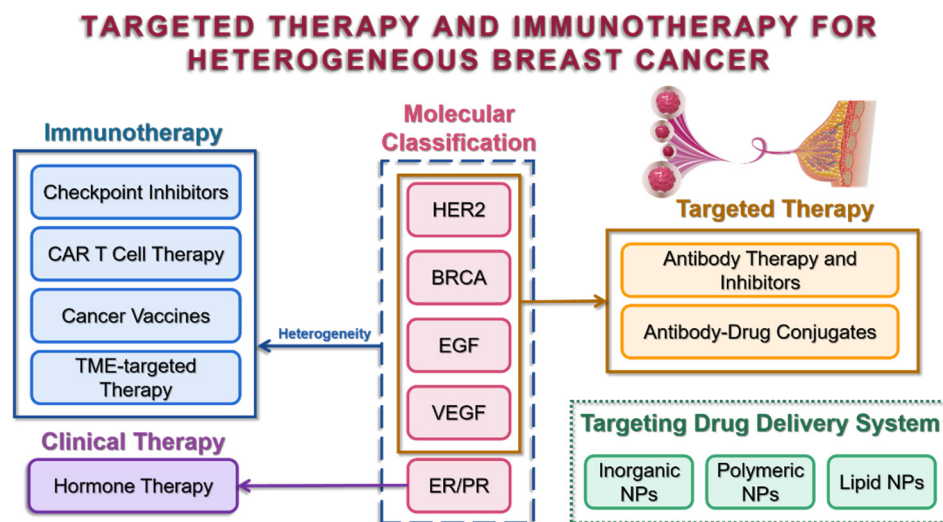 TARGETED THERAPY AND IMMUNOTHERAPY FOR
HETEROGENEOUS BREAST CANCER
Immunotherapy
Checkpoint Inhibitors
CAR T Cell Therapy
Cancer Vaccines
TME-targeted
Therapy
Clinical Therapy
Hormone Therapy
Heterogeneity
Molecular
Classification
HER2
BRCA
EGF
VEGF
ER/PR
Targeted Therapy
Antibody Therapy and
Inhibitors
Antibody-Drug Conjugates
Targeting Drug Delivery System
Inorganic
NPs
Polymeric
NPs
Lipid NPs